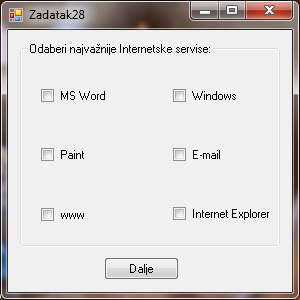 Zadatak28
Odaberi najvažnije Internetske servise:
MS Word Windows
Paint E-mail
www Internet Explorer
Dalje